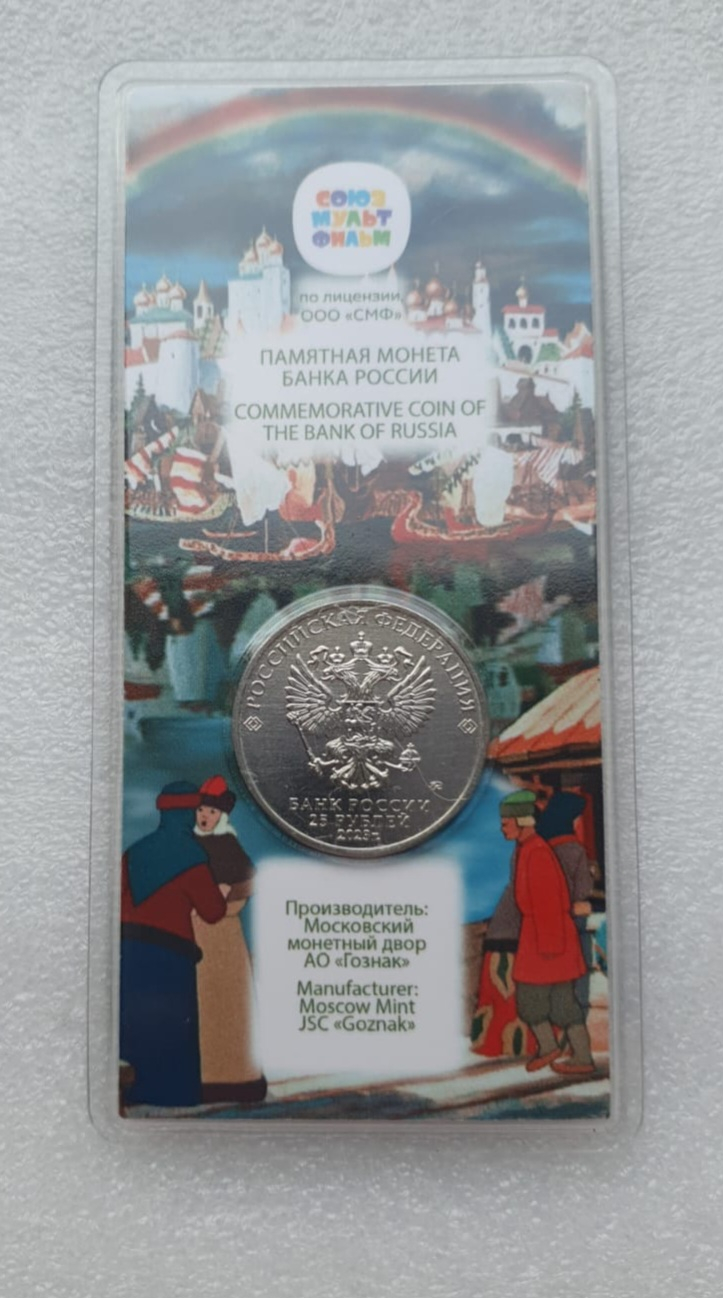 СОЮЗ
МУЛЬТ
ФИЛЬМ
по лицензии
ООО «СМФ»
ПАМЯТНАЯ МОНЕТА
БАНКА РОССИИ
COMMEMORATIVE COIN OF
THE BANK OF RUSSIA
РОССИЙСКАЯ ФЕДЕРАЦИЯ
БАНК РОССИИ
25 РУБЛЕЙ
2023г.
Производитель:
Московский
монетный двор
АО «Гознак»
Manufacturer:
Moscow Mint
JSC «Goznak»